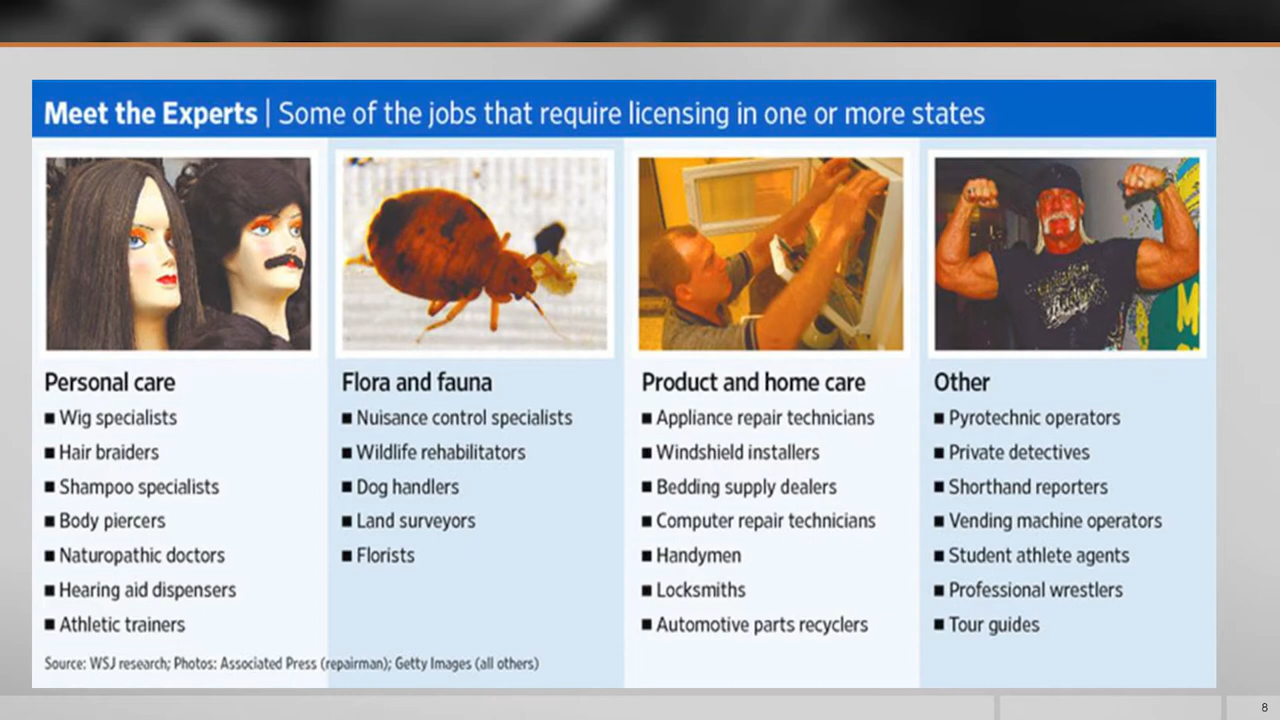 Meet the Experts | Some of the jobs that require licensing in one or more states
Personal care
■ Wig specialists
■ Hair braiders
■ Shampoo specialists
■ Body piercers
■ Naturopathic doctors
■ Hearing aid dispensers
■ Athletic trainers
Flora and fauna
■ Nuisance control specialists
■ Wildlife rehabilitators
■ Dog handlers
■ Land surveyors
■ Florists
Product and home care
■ Appliance repair technicians
■ Windshield installers
■ Bedding supply dealers
■ Computer repair technicians
■ Handymen
■ Locksmiths
■ Automotive parts recyclers
Other
■ Pyrotechnic operators
■ Private detectives
■ Shorthand reporters
■ Vending machine operators
■ Student athlete agents
■ Professional wrestlers
■ Tour guides
Source: WSJ research; Photos: Associated Press (repairman); Getty Images (all others)
8